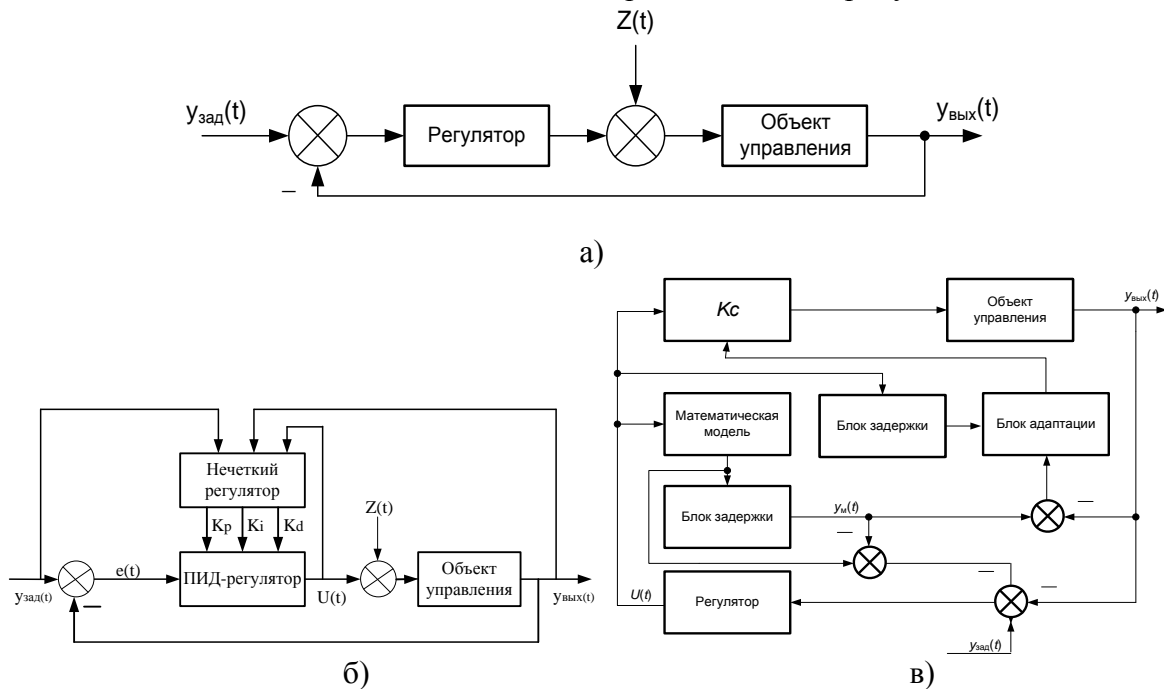 Z(t)
yзад(t)
Регулятор
Объект
управления
yвых(t)
–
а)
Kc
Объект
управления
yвых(t)
Математическая
модель
Блок задержки
Блок адаптации
Блок задержки
yм(t)
–
–
–
–
U(t)
Регулятор
yзад(t)
в)
Нечеткий
регулятор
Kp Ki Kd
Z(t)
e(t)
ПИД-регулятор
Объект
управления
yзад(t)
–
U(t)
yвых(t)
б)